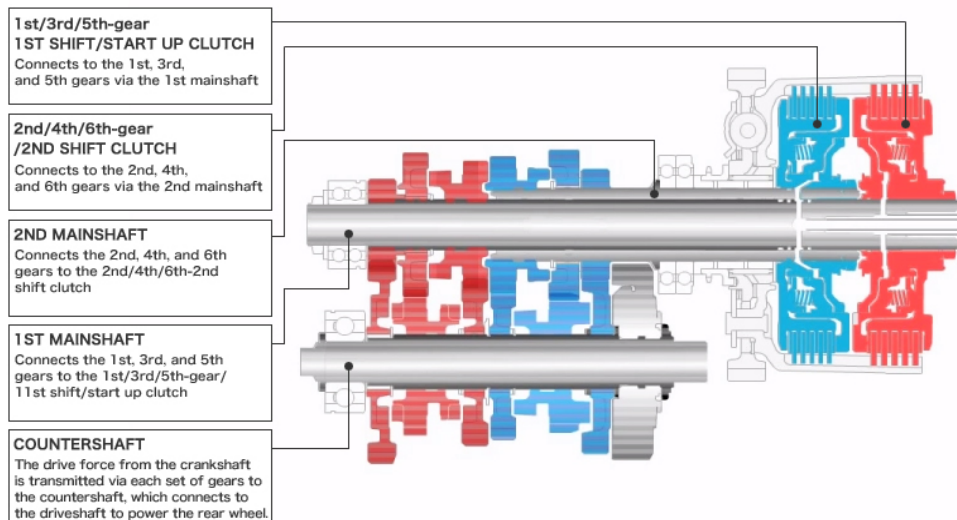 1st/3rd/5th-gear
1ST SHIFT/START UP CLUTCH
Connects to the 1st, 3rd,
and 5th gears via the 1st mainshaft
2nd/4th/6th-gear
/2ND SHIFT CLUTCH
Connects to the 2nd, 4th,
and 6th gears via the 2nd mainshaft
2ND MAINSHAFT
Connects the 2nd, 4th, and 6th
gears to the 2nd/4th/6th-2nd
shift clutch
1ST MAINSHAFT
Connects the 1st, 3rd, and 5th
gears to the 1st/3rd/5th-gear/
11st shift/start up clutch
COUNTERSHAFT
The drive force from the crankshaft
is transmitted via each set of gears to
the countershaft, which connects to
the driveshaft to power the rear wheel.